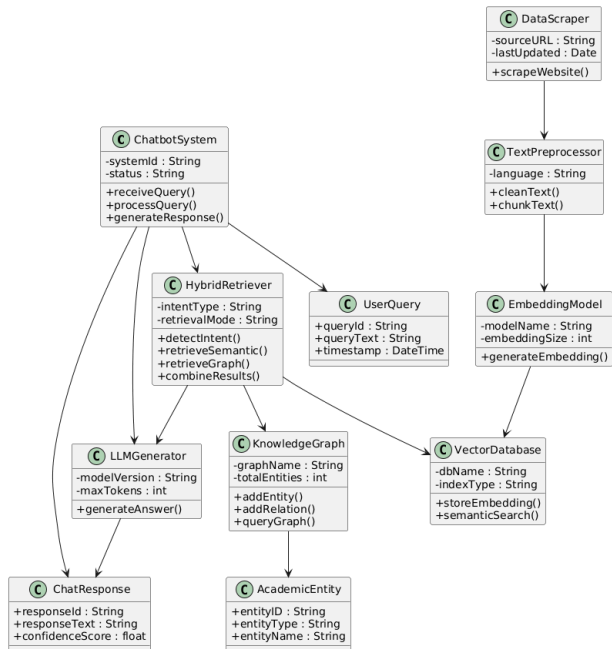 C DataScraper
-sourceURL : String
-lastUpdated : Date
+scrapeWebsite()
C ChatbotSystem
-systemId : String
-status : String
+receiveQuery()
+processQuery()
+generateResponse()
C TextPreprocessor
-language : String
+cleanText()
+chunkText()
C HybridRetriever
-intentType : String
-retrievalMode : String
+detectIntent()
+retrieveSemantic()
+retrieveGraph()
+combineResults()
C UserQuery
+queryId : String
+queryText : String
+timestamp : DateTime
C EmbeddingModel
-modelName : String
-embeddingSize : int
+generateEmbedding()
C LLMGenerator
-modelVersion : String
-maxTokens : int
+generateAnswer()
C KnowledgeGraph
-graphName : String
-totalEntities : int
+addEntity()
+addRelation()
+queryGraph()
C VectorDatabase
-dbName : String
-indexType : String
+storeEmbedding()
+semanticSearch()
C ChatResponse
+responseId : String
+responseText : String
+confidenceScore : float
C AcademicEntity
+entityID : String
+entityType : String
+entityName : String